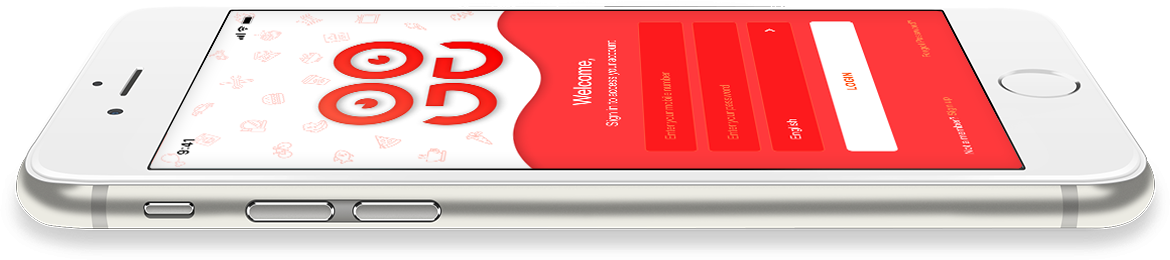 9:41
Welcome,
Sign in to access your account
Enter your mobile number
Enter your password
English
LOGIN
Forgot Password?
Not a member? Sign up